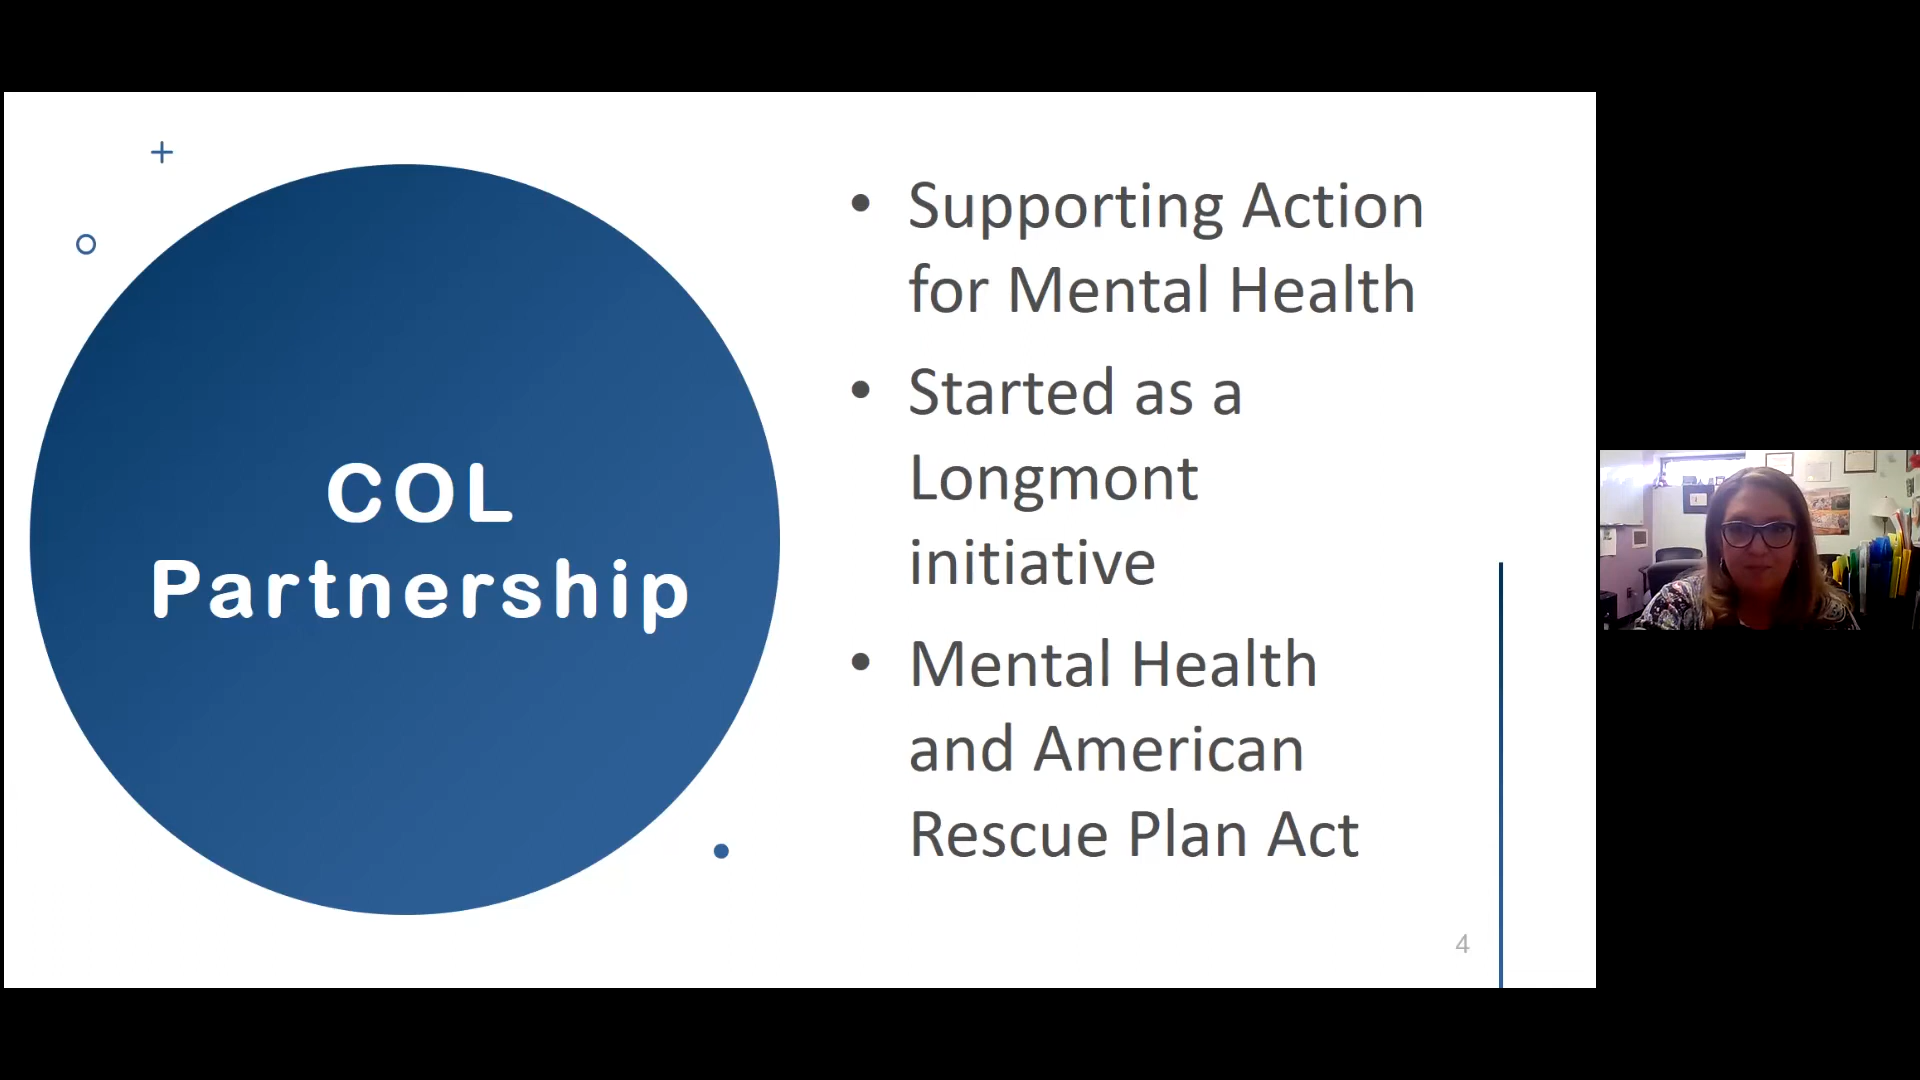 COL
Partnership
• Supporting Action
for Mental Health
• Started as a
Longmont
initiative
• Mental Health
and American
Rescue Plan Act
4